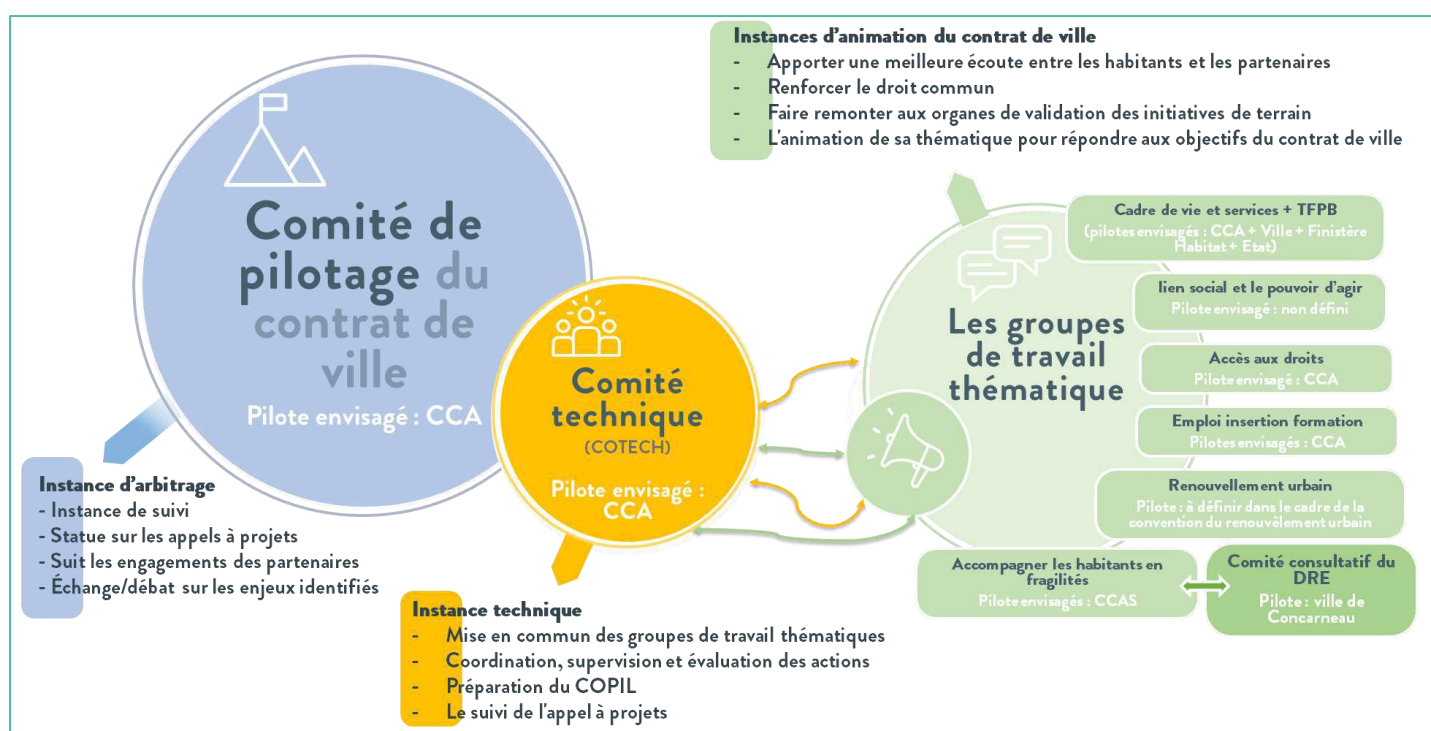 Comité de
pilotage du
contrat de
ville
Pilote envisagé : CCA
Instance d'arbitrage
- Instance de suivi
- Statue sur les appels à projets
- Suit les engagements des partenaires
- Échange/débat sur les enjeux identifiés
Comité
technique
(COTECH)
Pilote envisagé :
CCA
Instance technique
- Mise en commun des groupes de travail thématiques
- Coordination, supervision et évaluation des actions
- Préparation du COPIL
- Le suivi de l'appel à projets
Instances d'animation du contrat de ville
- Apporter une meilleure écoute entre les habitants et les partenaires
- Renforcer le droit commun
- Faire remonter aux organes de validation des initiatives de terrain
- L'animation de sa thématique pour répondre aux objectifs du contrat de ville
Les groupes
de travail
thématique
Cadre de vie et services + TFPB
(pilotes envisagés : CCA + Ville + Finistère
Habitat + Etat)
lien social et le pouvoir d'agir
Pilote envisagé : non défini
Accès aux droits
Pilote envisagé : CCA
Emploi insertion formation
Pilotes envisagés : CCA
Renouvellement urbain
Pilote : à définir dans le cadre de la
convention du renouvèlement urbain
Accompagner les habitants en
fragilités
Pilote envisagés : CCAS
Comité consultatif du
DRE
Pilote : ville de
Concarneau